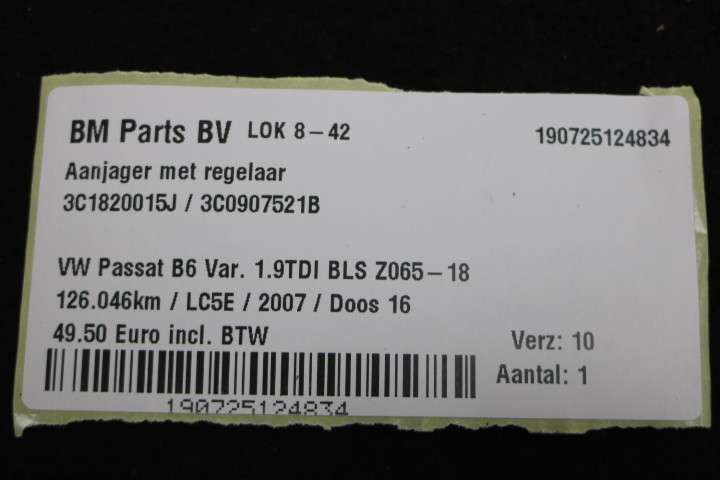 BM Parts BV LOK 8-42 190725124834
Aanjager met regelaar
3C1820015J / 3C0907521B
VW Passat B6 Var. 1.9TDI BLS Z065-18
126.046km / LC5E / 2007 / Doos 16
49.50 Euro incl. BTW
Verz: 10
Aantal: 1
190725124834